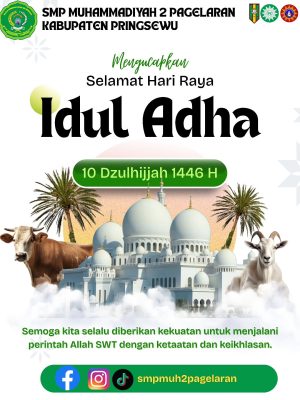 SMP MUHAMMADIYAH 2 PAGELARAN
KABUPATEN PRINGSEWU
Mengucapkan
Selamat Hari Raya
Idul Adha
10 Dzulhijjah 1446 H
Semoga kita selalu diberikan kekuatan untuk menjalani
perintah Allah SWT dengan ketaatan dan keikhlasan.
smpmuh2pagelaran